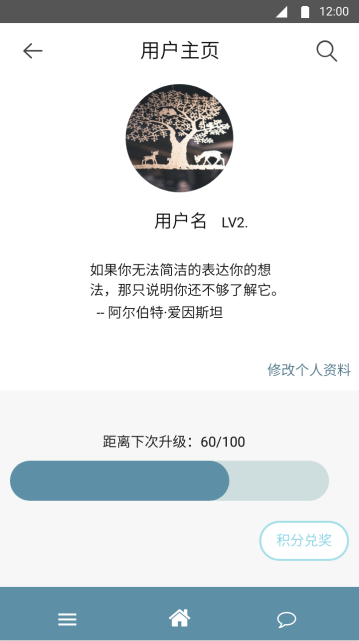 12:00
用户主页
用户名 LV2.
如果你无法简洁的表达你的想
法，那只说明你还不够了解它。
-- 阿尔伯特·爱因斯坦
修改个人资料
距离下次升级：60/100
积分兑奖